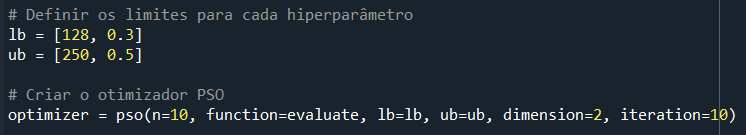 # Definir os limites para cada hiperparâmetro
lb = [128, 0.3]
ub = [250, 0.5]
# Criar o otimizador PSO
optimizer = pso(n=10, function=evaluate, lb=lb, ub=ub, dimension=2, iteration=10)